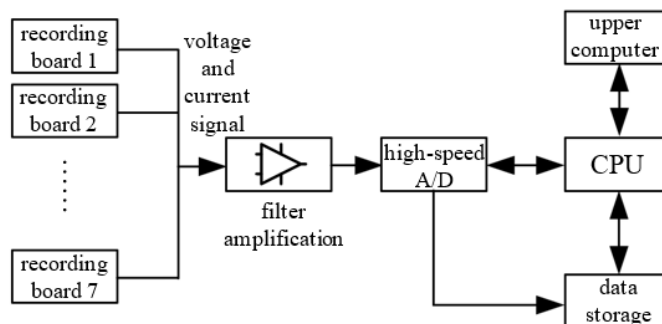 recording
board 1
recording
board 2
recording
board 7
voltage
and
current
signal
filter
amplification
high-speed
A/D
upper
computer
CPU
data
storage